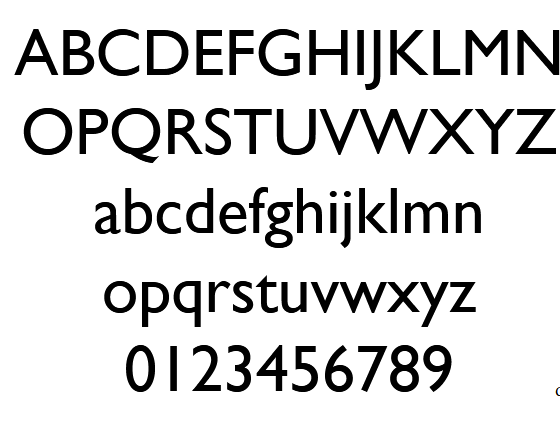 ABCDEFGHIJKLMN
OPQRSTUVWXYZ
abcdefghijklmn
opqrstuvwxyz
0123456789